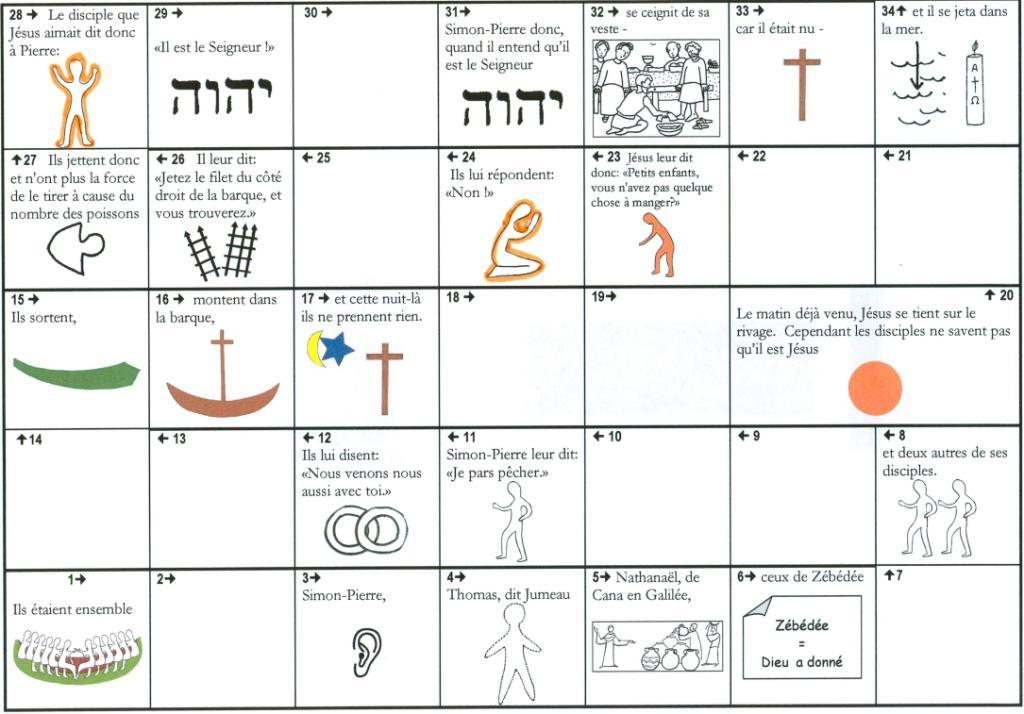 28 → Le disciple que
Jésus aimait dit donc
à Pierre:
29 →
«Il est le Seigneur !»
יהוה
30 →
31→
Simon-Pierre donc,
quand il entend qu'il
est le Seigneur
יהוה
32 → se ceignit de sa
veste -
33 →
car il était nu -
34↑ et il se jeta dans
la mer.
Α
†
Ω
↑27 Ils jettent donc
et n'ont plus la force
de le tirer à cause du
nombre des poissons
← 26 Il leur dit:
«Jetez le filet du côté
droit de la barque, et
vous trouverez.»
← 25
← 24
Ils lui répondent:
«Non !»
← 23 Jésus leur dit
donc: «Petits enfants,
vous n'avez pas quelque
chose à manger?»
← 22
← 21
15 →
Ils sortent,
16 → montent dans
la barque,
17 → et cette nuit-là
ils ne prennent rien.
18 →
19→
↑ 20
Le matin déjà venu, Jésus se tient sur le
rivage. Cependant les disciples ne savent pas
qu'il est Jésus
↑14
← 13
← 12
Ils lui disent:
«Nous venons nous
aussi avec toi.»
← 11
Simon-Pierre leur dit:
«Je pars pêcher.»
← 10
← 9
← 8
et deux autres de ses
disciples.
1→
Ils étaient ensemble
2→
3→
Simon-Pierre,
4→
Thomas, dit Jumeau
5→ Nathanaël, de
Cana en Galilée,
6→ ceux de Zébédée
Zébédée
=
Dieu a donné
↑7